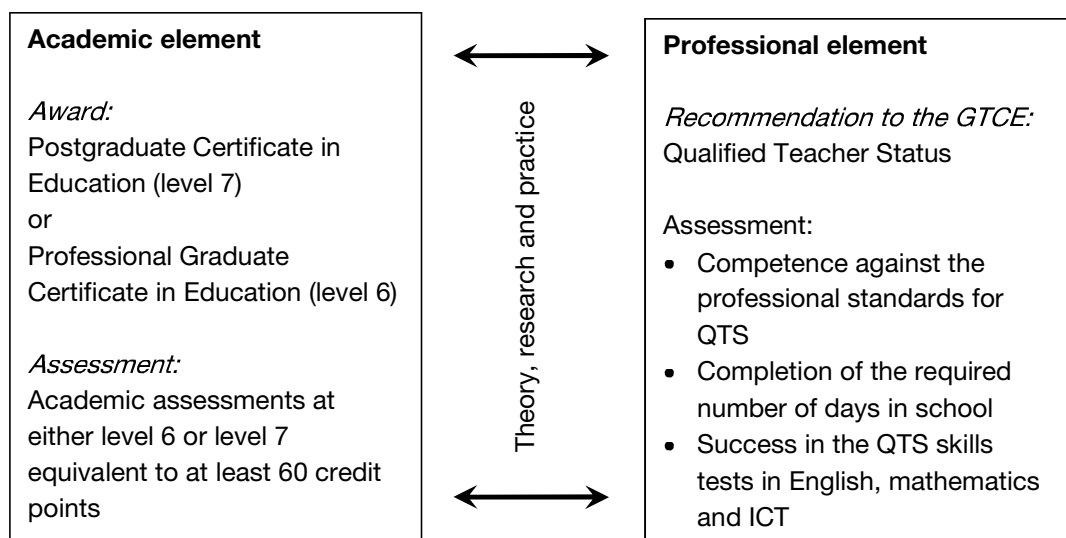 Academic element
Award:
Postgraduate Certificate in
Education (level 7)
or
Professional Graduate
Certificate in Education (level 6)
Assessment:
Academic assessments at
either level 6 or level 7
equivalent to at least 60 credit
points
Theory, research and practice
Professional element
Recommendation to the GTCE:
Qualified Teacher Status
Assessment:
• Competence against the
professional standards for
QTS
• Completion of the required
number of days in school
• Success in the QTS skills
tests in English, mathematics
and ICT